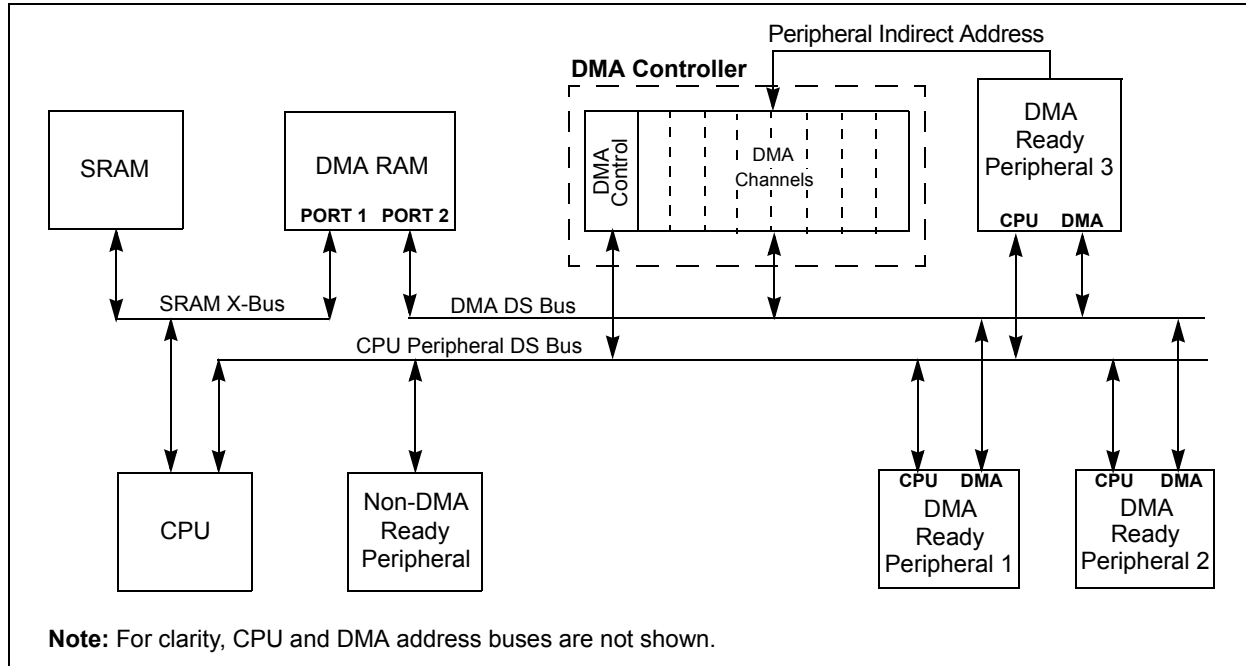 Peripheral Indirect Address
DMA Controller
SRAM
DMA RAM
PORT 1 PORT 2
DMA
Control
DMA
Channels
DMA
Ready
Peripheral 3
CPU DMA
SRAM X-Bus
DMA DS Bus
CPU Peripheral DS Bus
CPU
Non-DMA
Ready
Peripheral
CPU DMA
DMA
Ready
Peripheral 1
CPU DMA
DMA
Ready
Peripheral 2
Note: For clarity, CPU and DMA address buses are not shown.